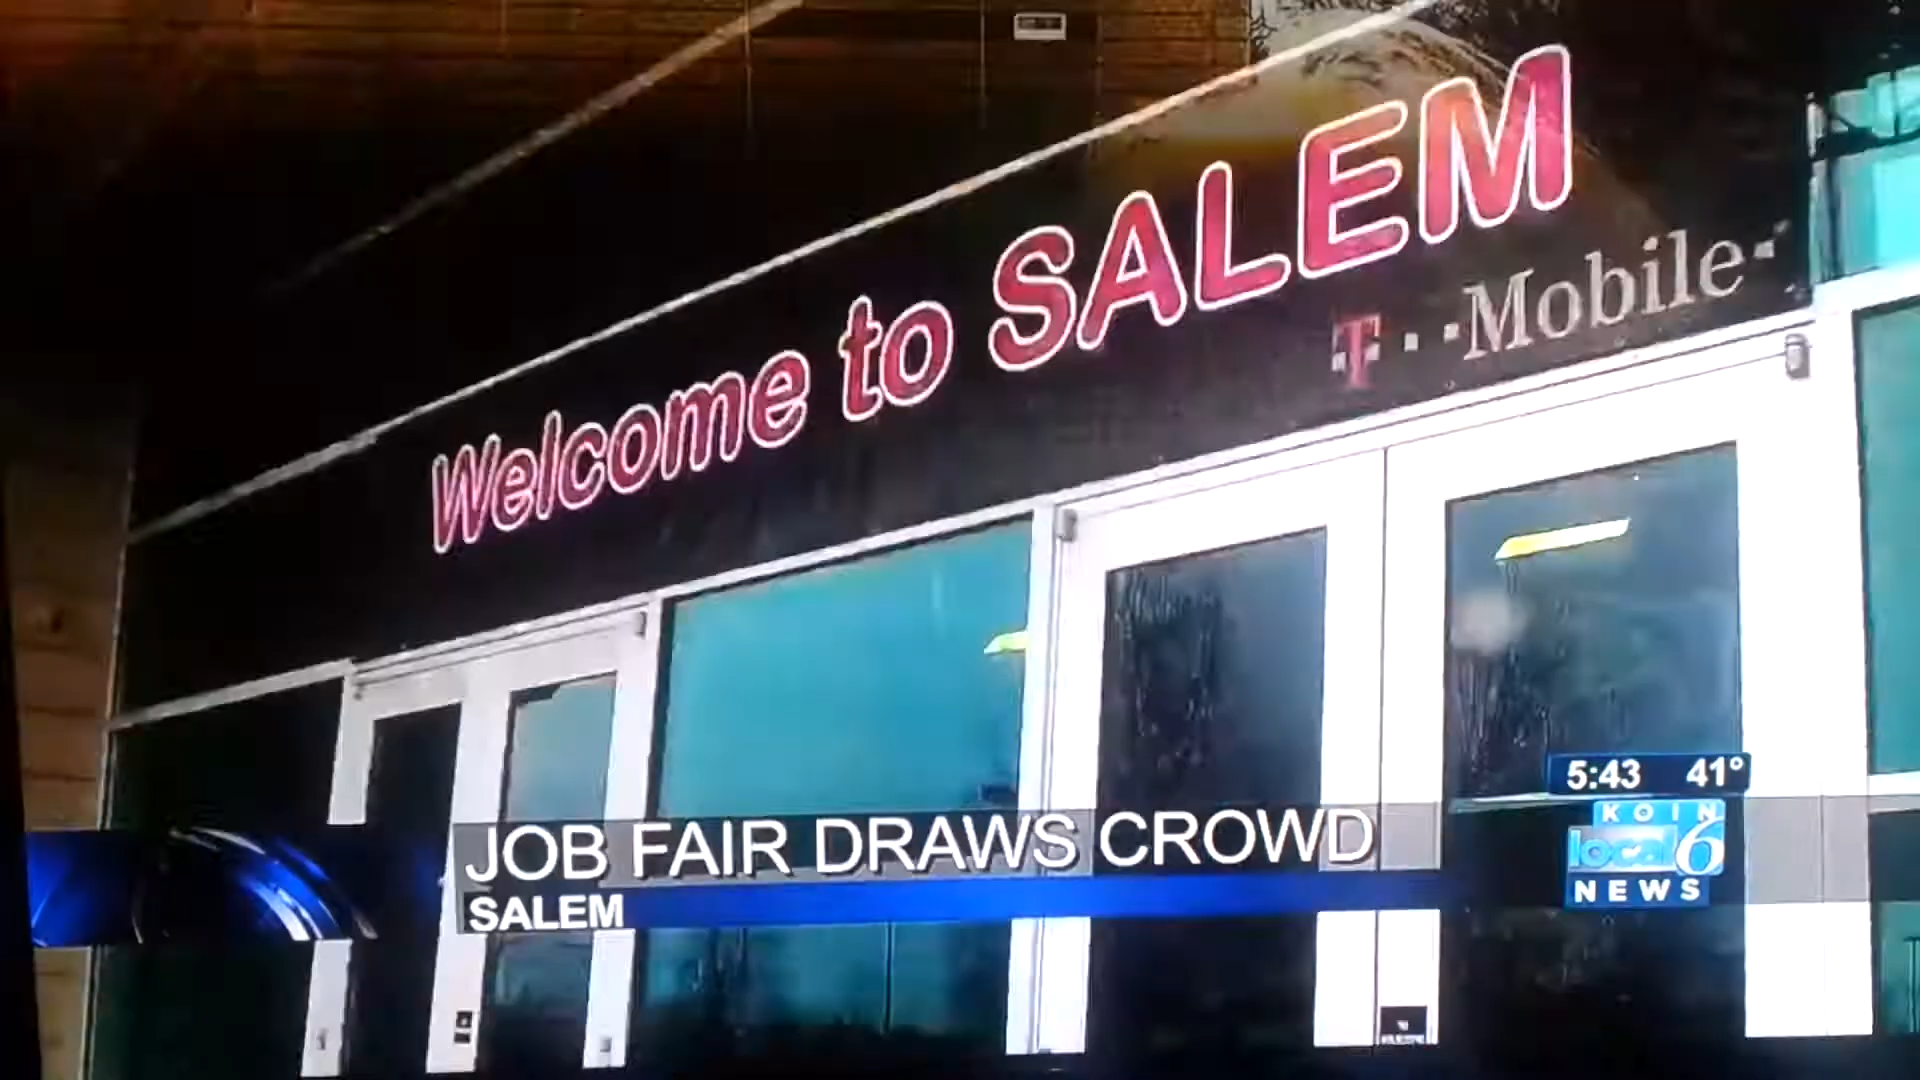 Welcome to SALEM
T··Mobile·
5:43 41°
KOIN
local 6
NEWS
JOB FAIR DRAWS CROWD
SALEM